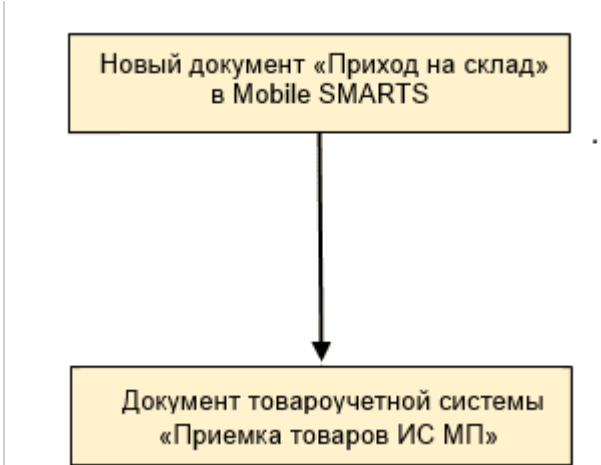 Новый документ «Приход на склад»
в Mobile SMARTS
Документ товароучетной системы
«Приемка товаров ИС МП»